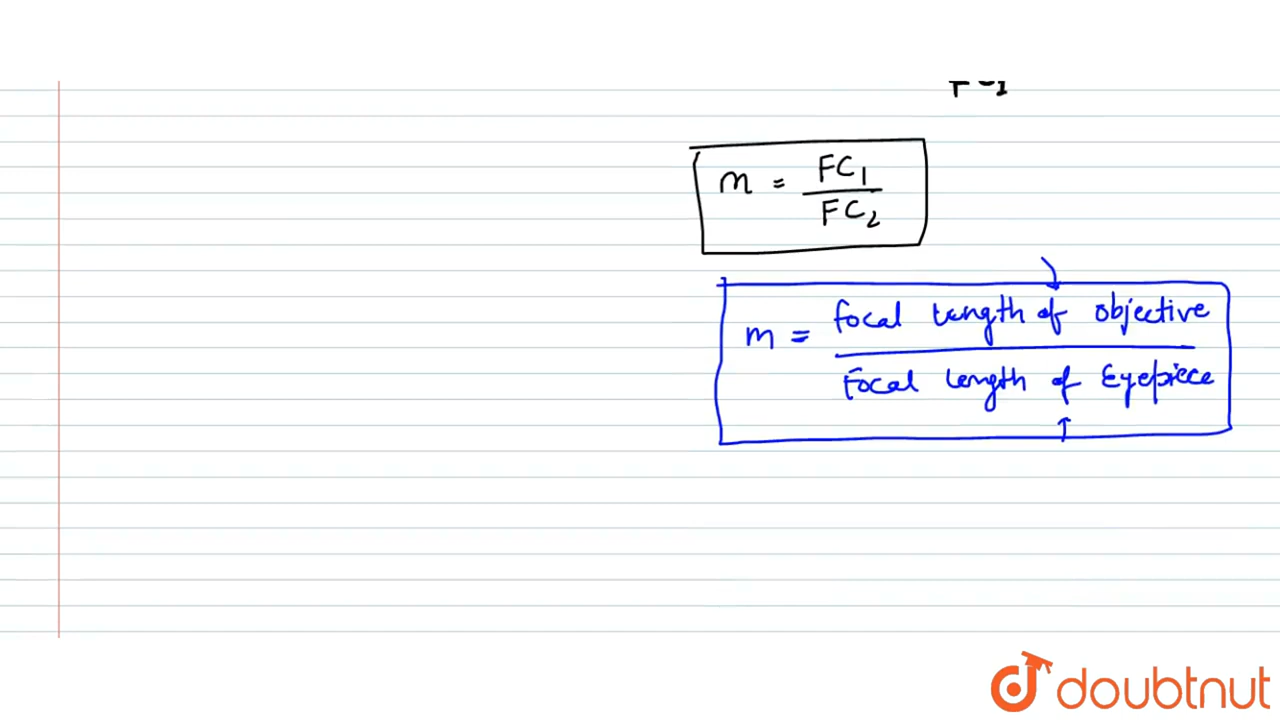 m = FC₁ / FC₂
m = focal length of objective / Focal length of Eyepiece
doubtnut